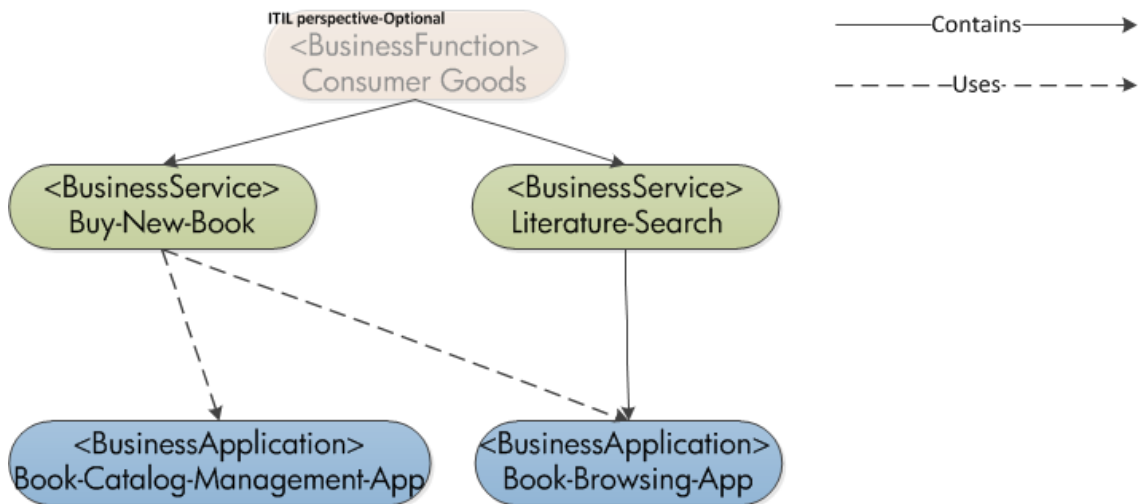 ITIL perspective-Optional
<BusinessFunction>
Consumer Goods
Contains
Uses-
<BusinessService>
Buy-New-Book
<BusinessService>
Literature-Search
<BusinessApplication>
Book-Catalog-Management-App
<BusinessApplication>
Book-Browsing-App